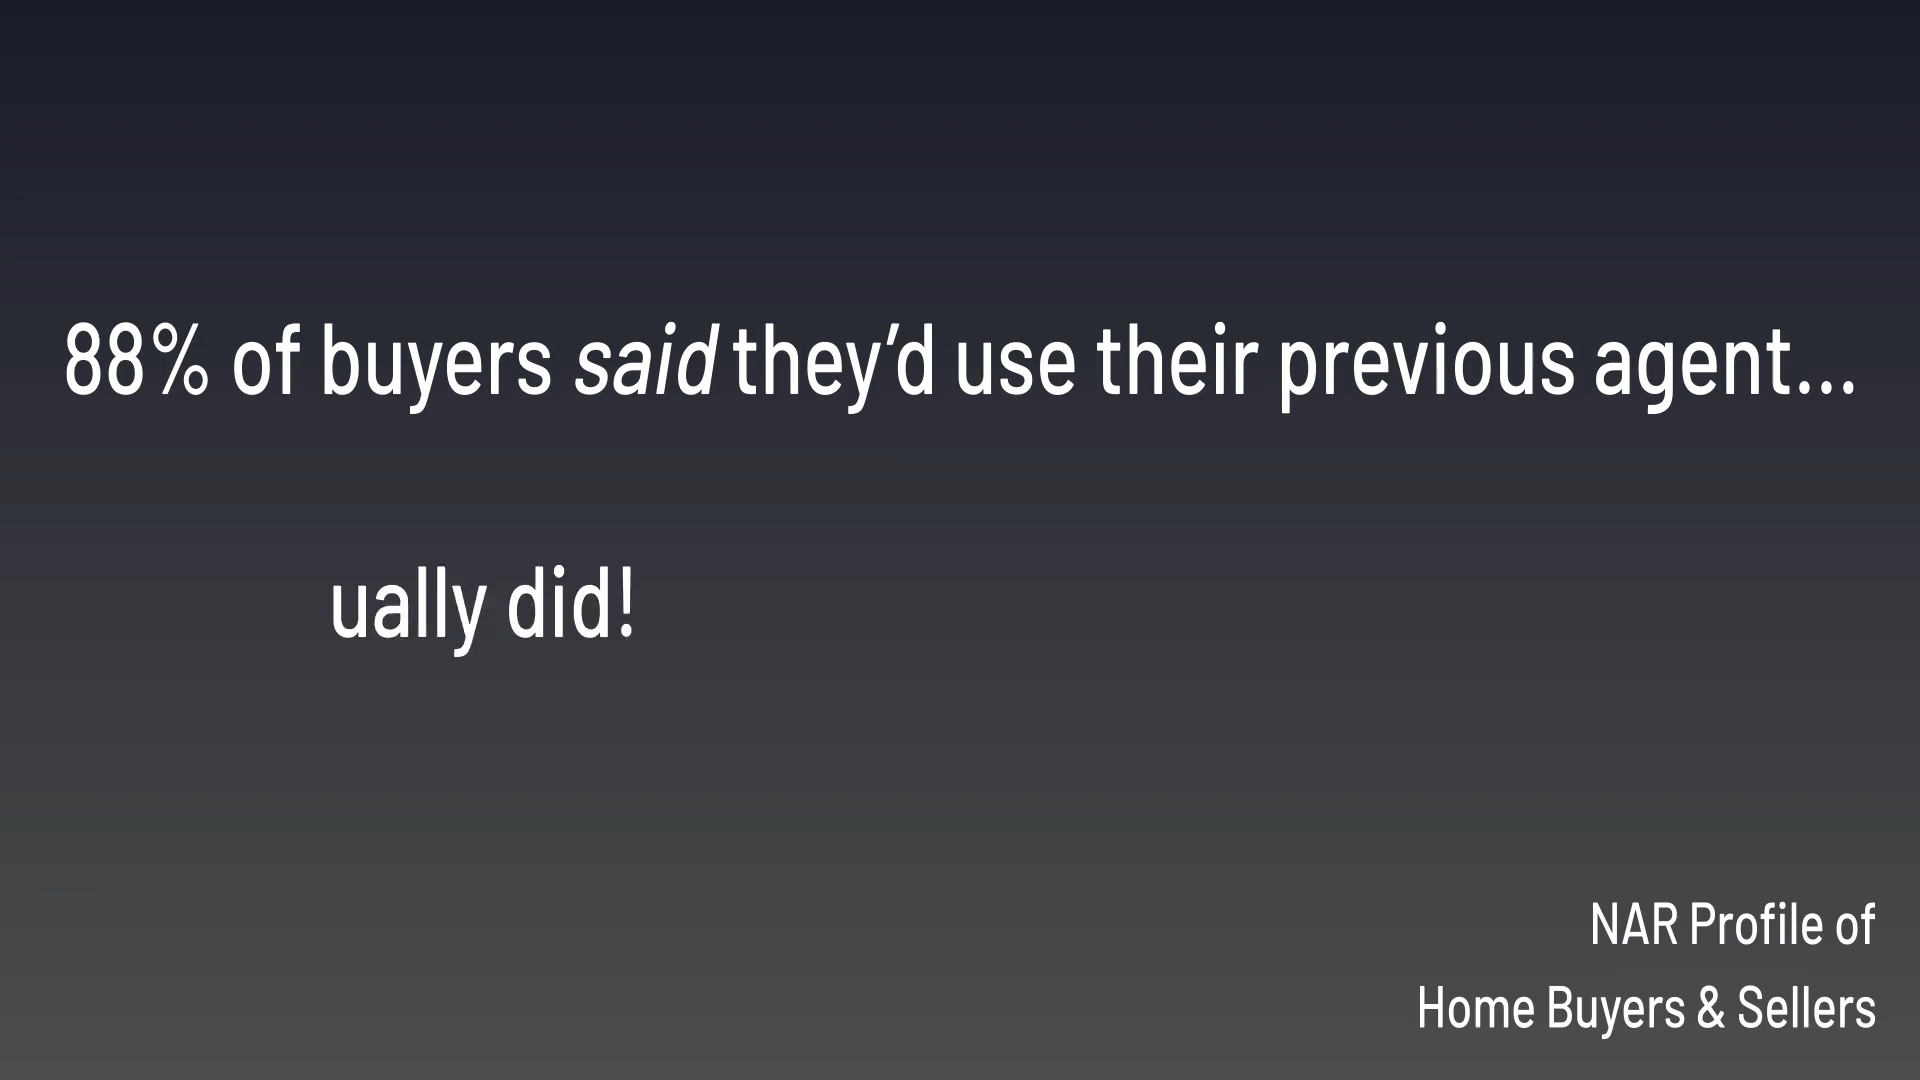 88% of buyers said they’d use their previous agent...
ually did!
NAR Profile of
Home Buyers & Sellers